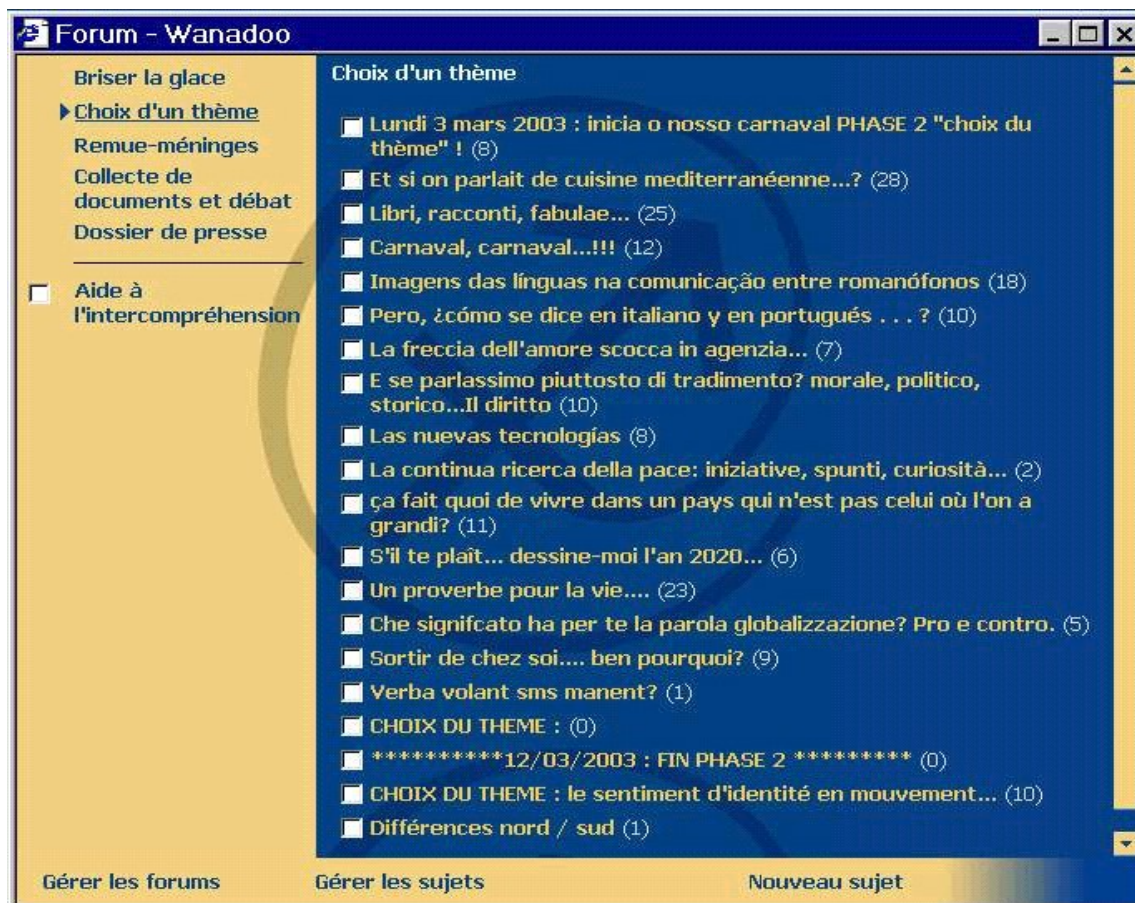 Forum - Wanadoo
Briser la glace
Choix d'un thème
Remue-méninges
Collecte de
documents et débat
Dossier de presse
Aide à
l'intercompréhension
Choix d'un thème
Lundi 3 mars 2003 : inicia o nosso carnaval PHASE 2 "choix du
thème" ! (8)
Et si on parlait de cuisine mediterranéenne...? (28)
Libri, racconti, fabulae... (25)
Carnaval, carnaval...!!! (12)
Imagens das línguas na comunicação entre romanófonos (18)
Pero, ¿cómo se dice en italiano y en portugués . . . ? (10)
La freccia dell'amore scocca in agenzia... (7)
E se parlassimo piuttosto di tradimento? morale, politico,
storico...Il diritto (10)
Las nuevas tecnologías (8)
La continua ricerca della pace: iniziative, spunti, curiosità... (2)
ça fait quoi de vivre dans un pays qui n'est pas celui où l'on a
grandi? (11)
S'il te plaît... dessine-moi l'an 2020... (6)
Un proverbe pour la vie.... (23)
Che signifcato ha per te la parola globalizzazione? Pro e contro. (5)
Sortir de chez soi.... ben pourquoi? (9)
Verba volant sms manent? (1)
CHOIX DU THEME : (0)
**********12/03/2003 : FIN PHASE 2 ********* (0)
CHOIX DU THEME : le sentiment d'identité en mouvement... (10)
Différences nord / sud (1)
Gérer les forums
Gérer les sujets
Nouveau sujet